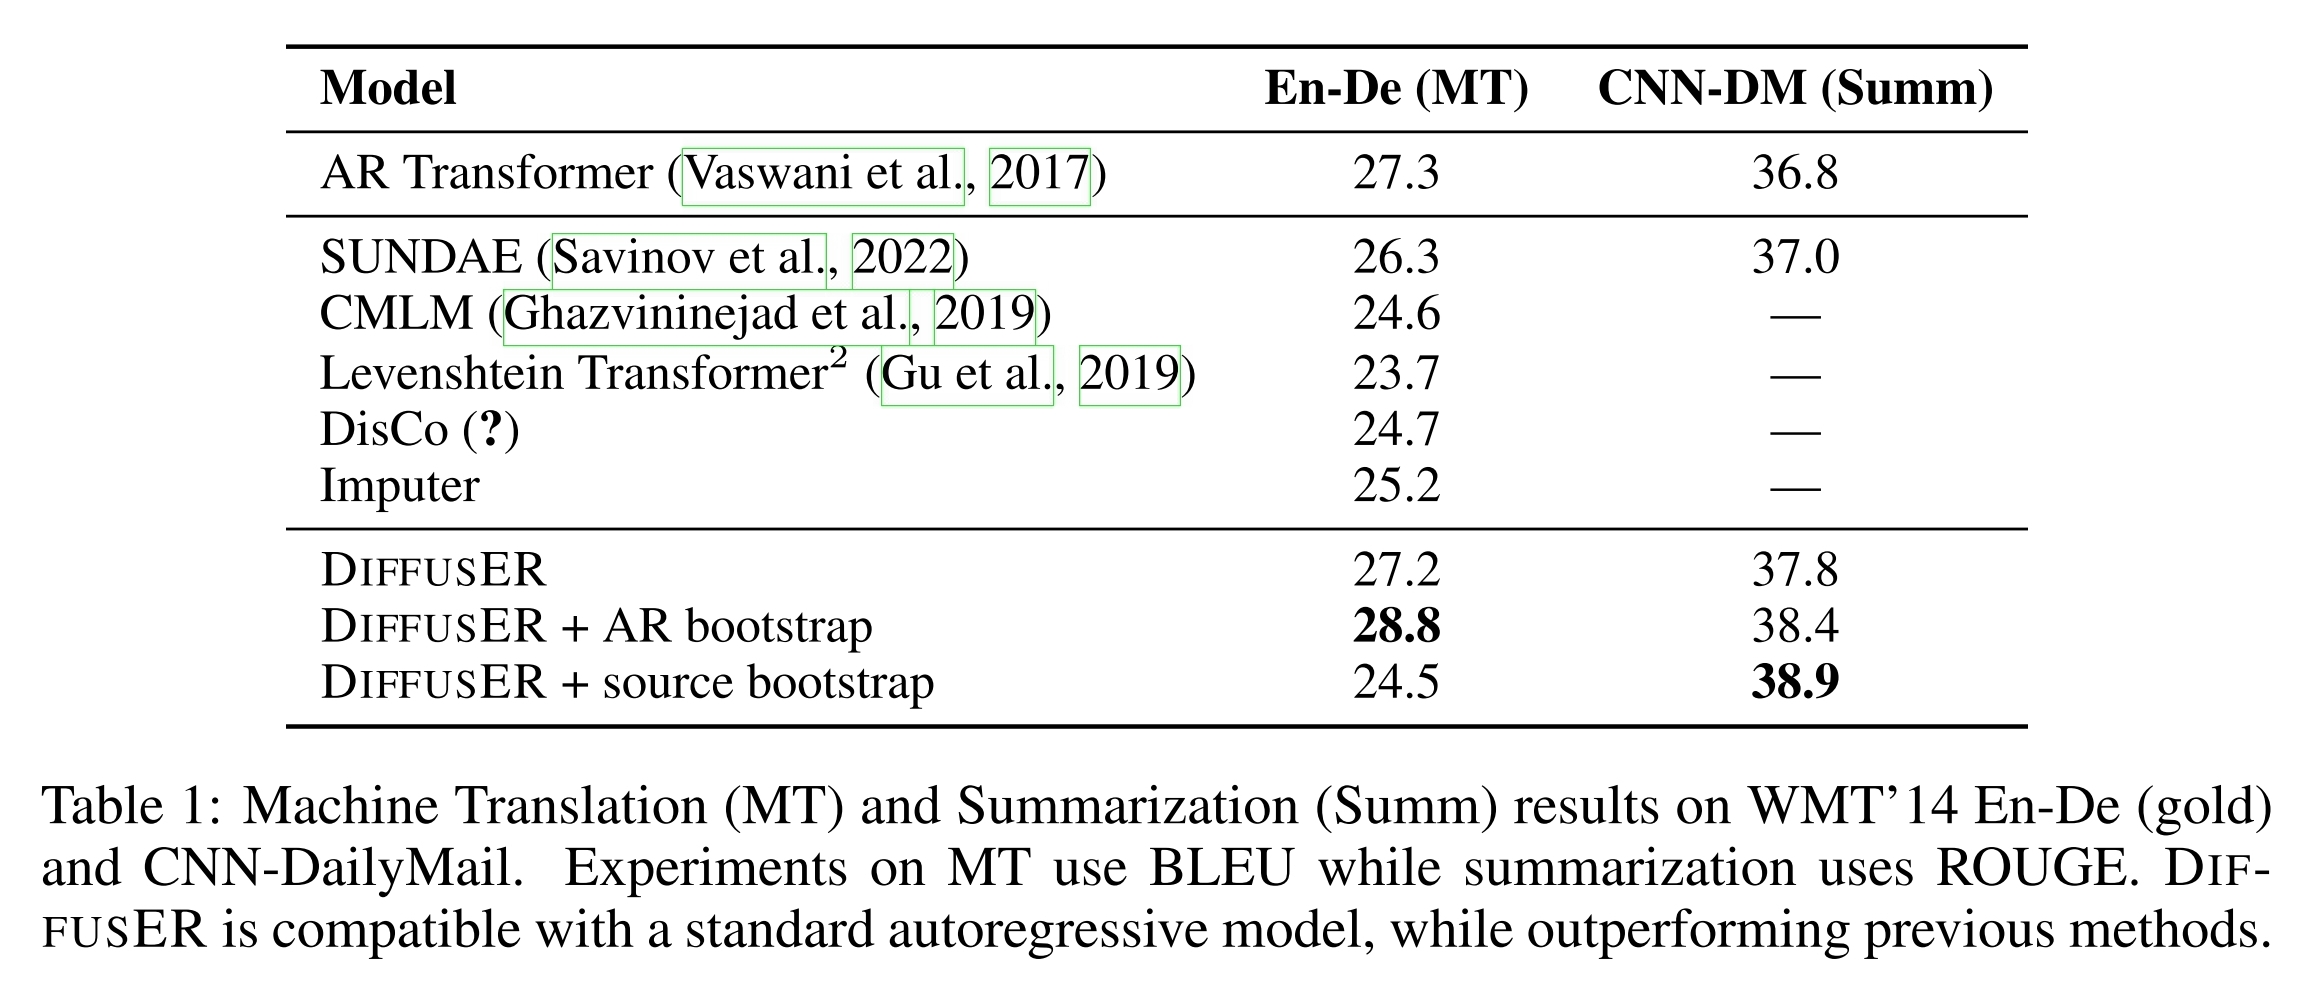 Model En-De (MT) CNN-DM (Summ)
AR Transformer (Vaswani et al., 2017) 27.3 36.8
SUNDAE (Savinov et al., 2022) 26.3 37.0
CMLM (Ghazvininejad et al., 2019) 24.6 —
Levenshtein Transformer² (Gu et al., 2019) 23.7 —
DisCo (?) 24.7 —
Imputer 25.2 —
DIFFUSER 27.2 37.8
DIFFUSER + AR bootstrap 28.8 38.4
DIFFUSER + source bootstrap 24.5 38.9
Table 1: Machine Translation (MT) and Summarization (Summ) results on WMT’14 En-De (gold)
and CNN-DailyMail. Experiments on MT use BLEU while summarization uses ROUGE. DIF-
FUSER is compatible with a standard autoregressive model, while outperforming previous methods.